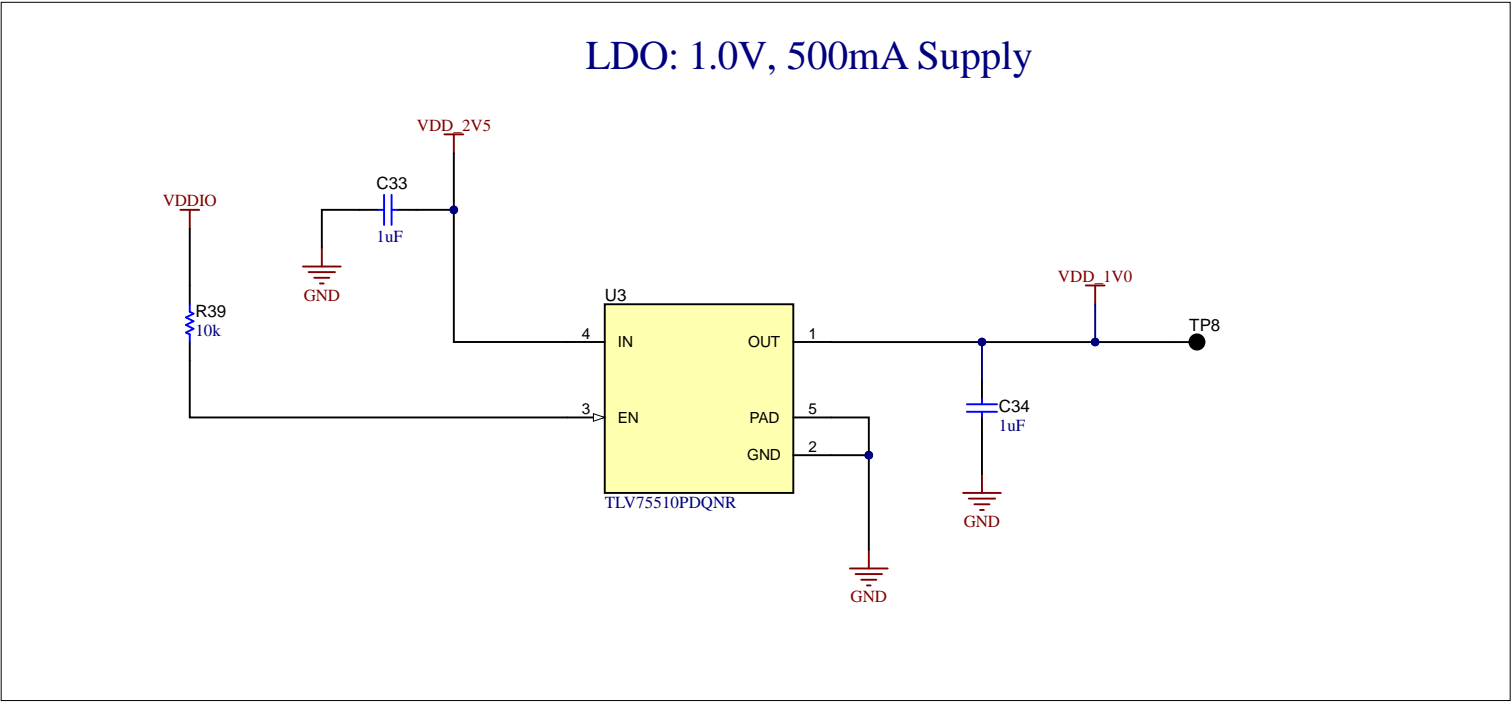 LDO: 1.0V, 500mA Supply
VDD_2V5
C33
1uF
GND
VDDIO
R39
10k
U3
4
IN
OUT
1
3
EN
PAD
5
GND
2
TLV75510PDQNR
GND
VDD_1V0
TP8
C34
1uF
GND